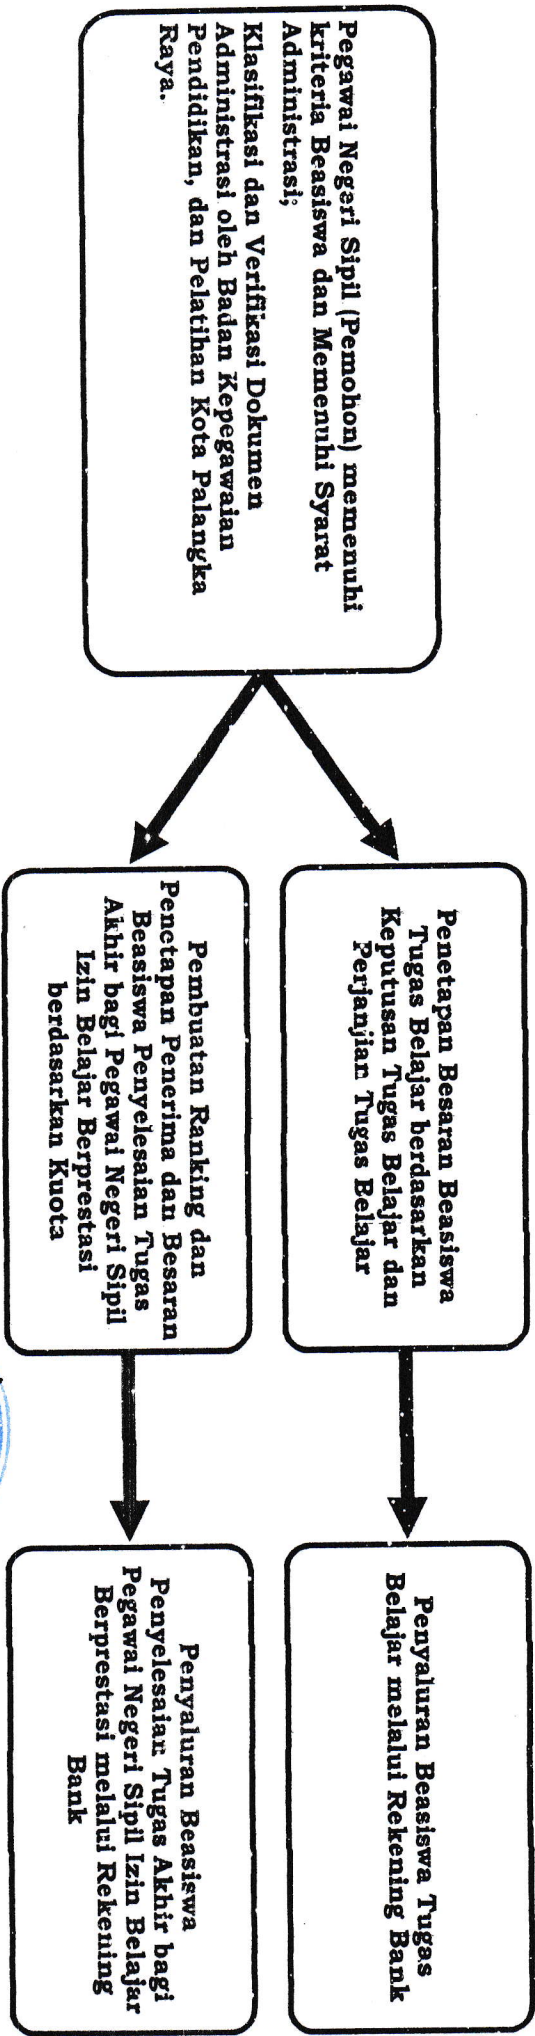 Pegawai Negeri Sipil (Pemohon) memenuhi
kriteria Beasiswa dan Memenuhi Syarat
Administrasi;
Klasifikasi dan Verifikasi Dokumen
Administrasi oleh Badan Kepegawaian
Pendidikan, dan Pelatihan Kota Palangka
Raya.
Penetapan Besaran Beasiswa
Tugas Belajar berdasarkan
Keputusan Tugas Belajar dan
Perjanjian Tugas Belajar
Penyaluran Beasiswa Tugas
Belajar melalui Rekening Bank
Pembuatan Ranking dan
Penetapan Penerima dan Besaran
Beasiswa Penyelesaian Tugas
Akhir bagi Pegawai Negeri Sipil
Izin Belajar Berprestasi
berdasarkan Kuota
Penyaluran Beasiswa
Penyelesaian Tugas Akhir bagi
Pegawai Negeri Sipil Izin Belajar
Berprestasi melalui Rekening
Bank